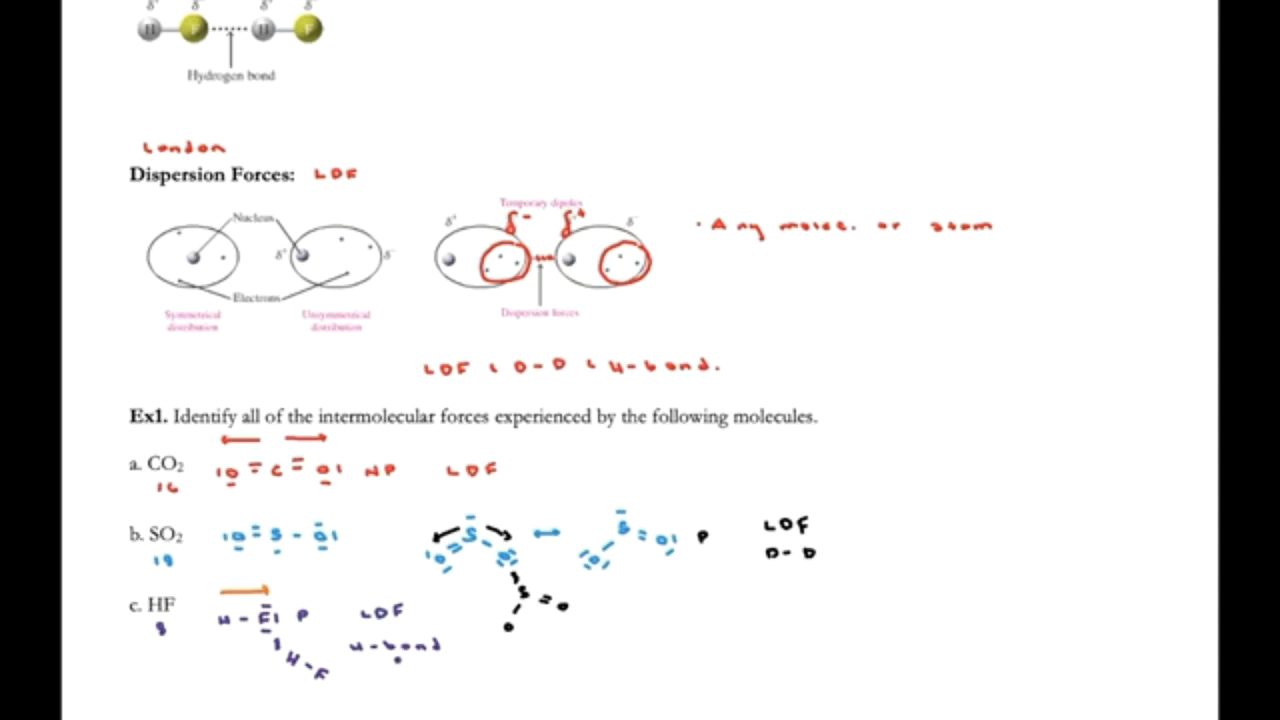 δ⁺ δ⁻ δ⁺ δ⁻
H F H F
Hydrogen bond
London
Dispersion Forces: LDF
Temporary dipoles
Nucleus
δ⁺ δ⁻ δ⁺ δ⁻ δ⁺ δ⁻
· Any molec. or atom
Electrons
Symmetrical distribution
Unsymmetrical distribution
Dispersion forces
LDF < D-D < H-bond.
Ex1. Identify all of the intermolecular forces experienced by the following molecules.
a. CO₂ |O=C=O| NP LDF
16
b. SO₂ |O=S-O| S O O ↔ S O =O| P LDF
18 D-D
S=O
O
c. HF H-F| P LDF
8 H-bond
H-F